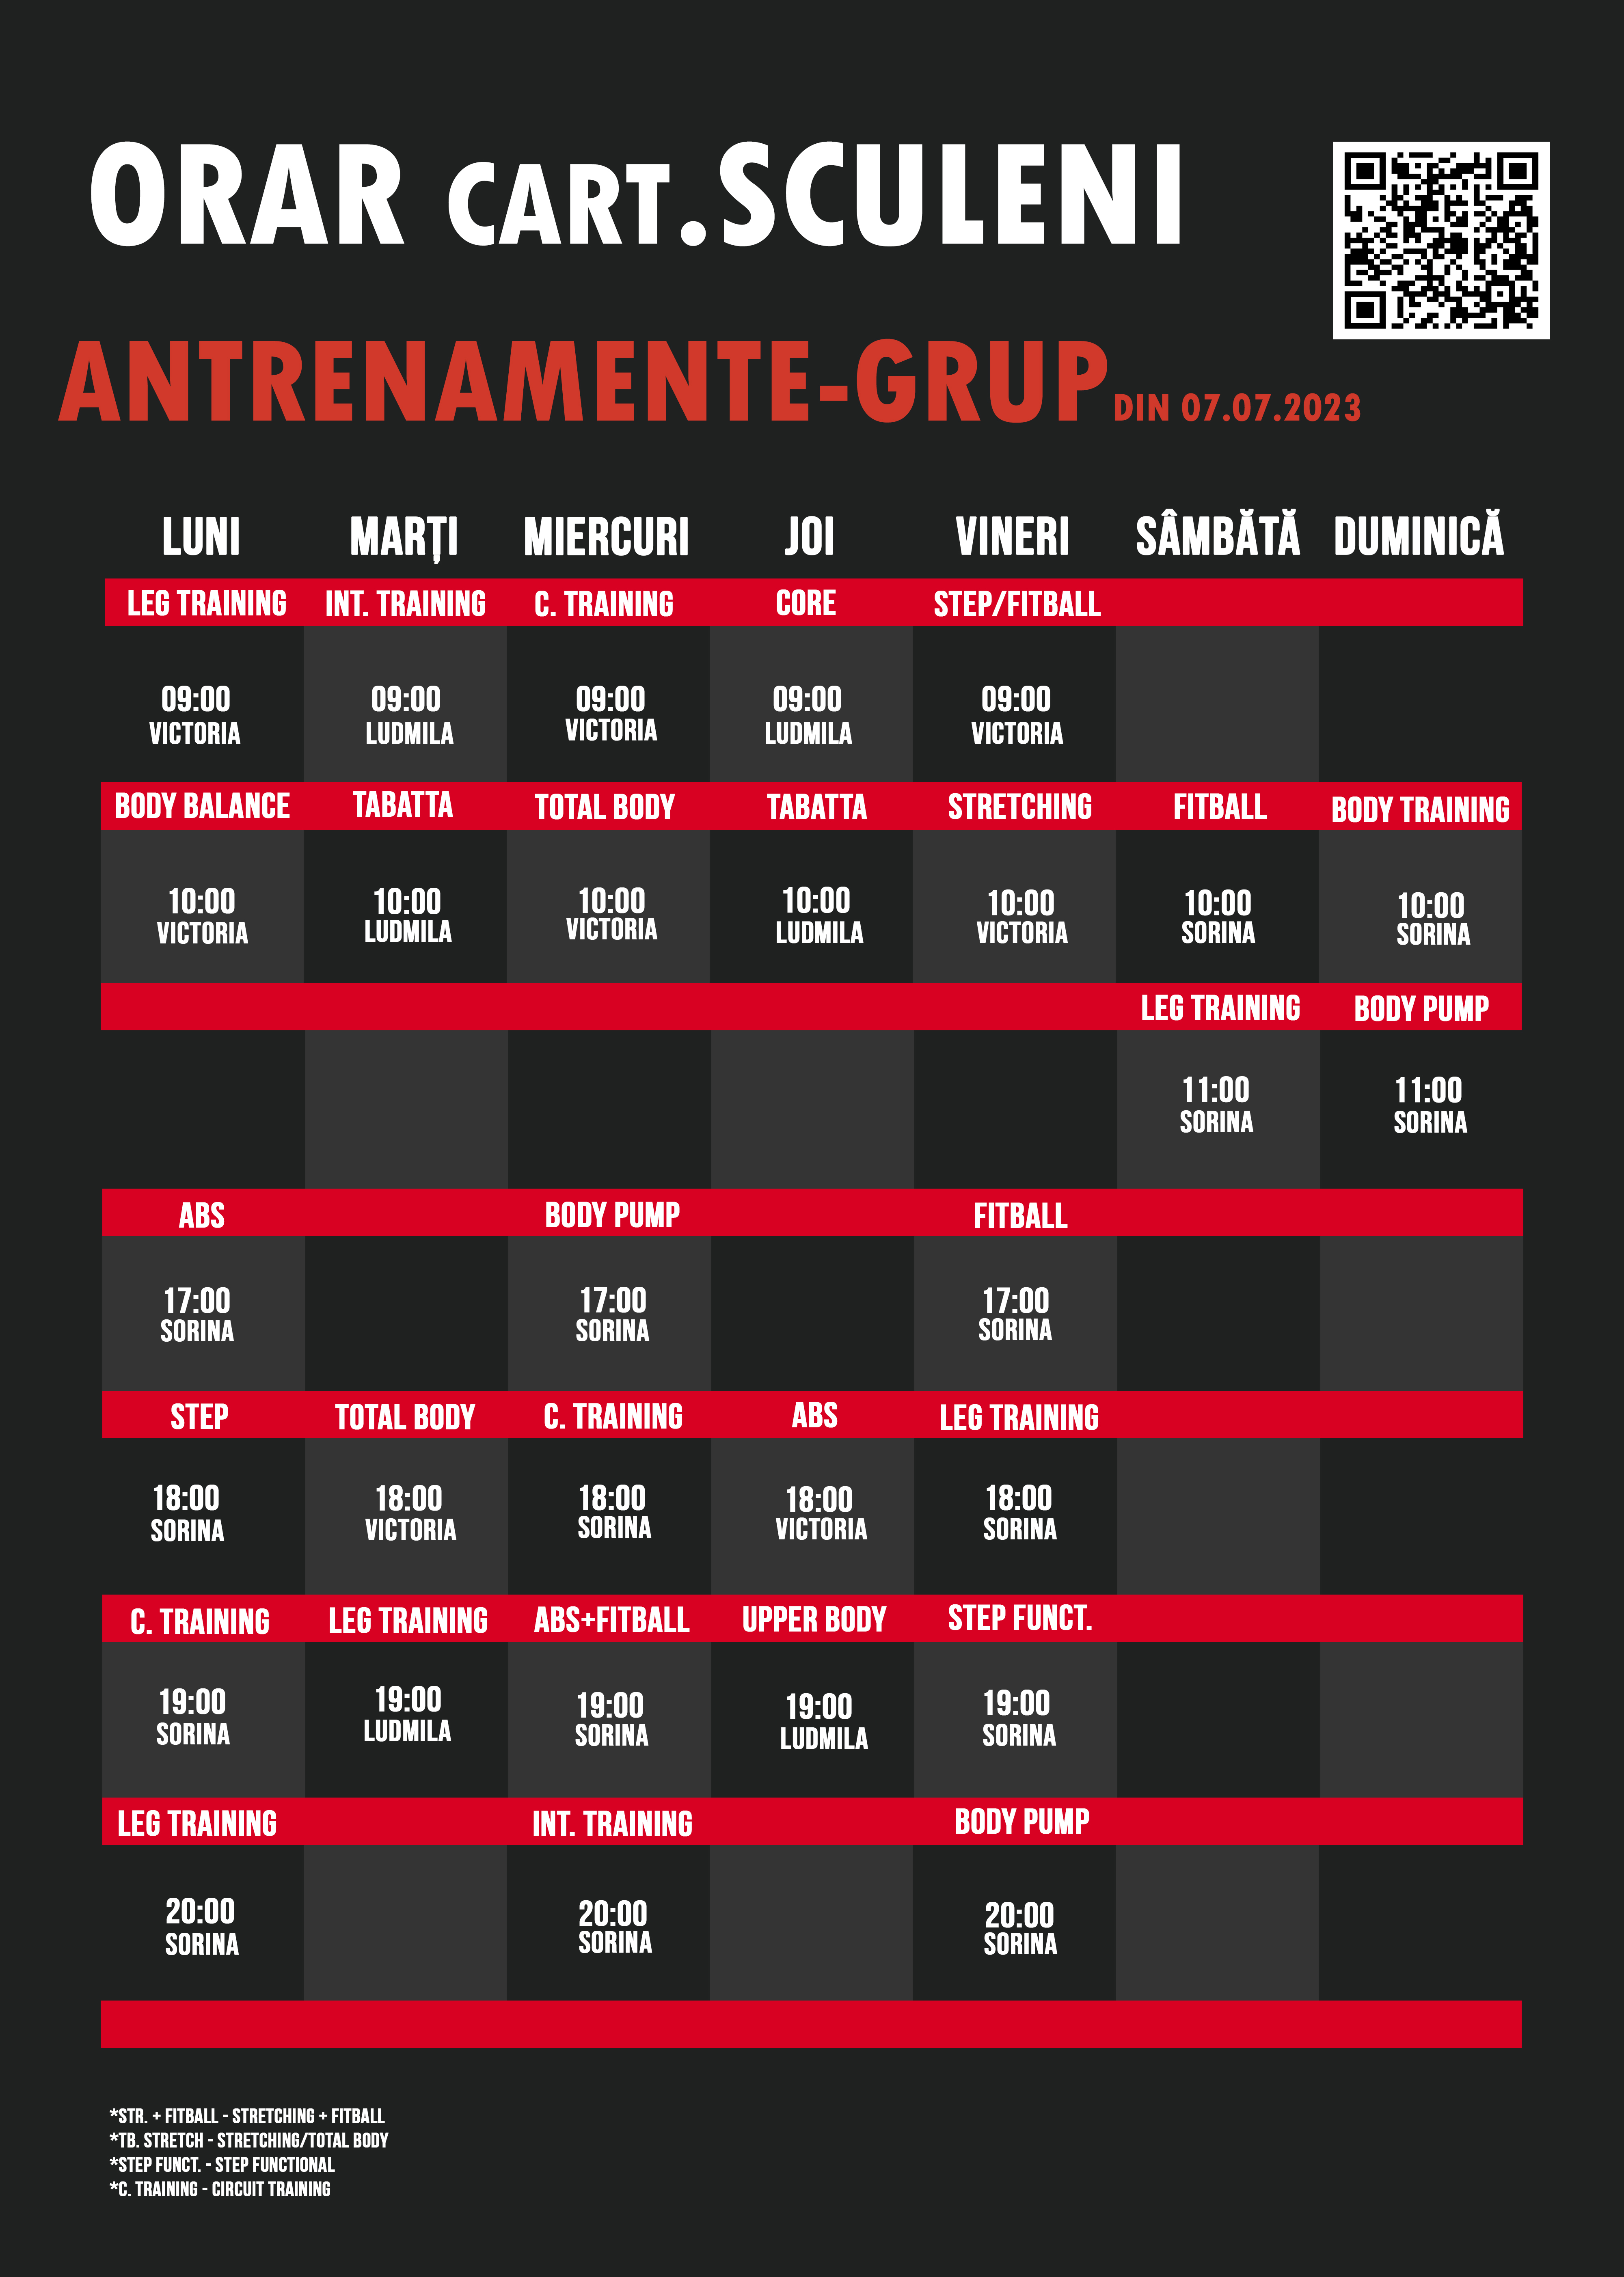 ORAR CART.SCULENI
ANTRENAMENTE-GRUP DIN 07.07.2023
LUNI MARȚI MIERCURI JOI VINERI SÂMBĂTĂ DUMINICĂ
LEG TRAINING INT. TRAINING C. TRAINING CORE STEP/FITBALL
09:00 09:00 09:00 09:00 09:00
VICTORIA LUDMILA VICTORIA LUDMILA VICTORIA
BODY BALANCE TABATTA TOTAL BODY TABATTA STRETCHING FITBALL BODY TRAINING
10:00 10:00 10:00 10:00 10:00 10:00 10:00
VICTORIA LUDMILA VICTORIA LUDMILA VICTORIA SORINA SORINA
LEG TRAINING BODY PUMP
11:00 11:00
SORINA SORINA
ABS BODY PUMP FITBALL
17:00 17:00 17:00
SORINA SORINA SORINA
STEP TOTAL BODY C. TRAINING ABS LEG TRAINING
18:00 18:00 18:00 18:00 18:00
SORINA VICTORIA SORINA VICTORIA SORINA
C. TRAINING LEG TRAINING ABS+FITBALL UPPER BODY STEP FUNCT.
19:00 19:00 19:00 19:00 19:00
SORINA LUDMILA SORINA LUDMILA SORINA
LEG TRAINING INT. TRAINING BODY PUMP
20:00 20:00 20:00
SORINA SORINA SORINA
*STR. + FITBALL - STRETCHING + FITBALL
*TB. STRETCH - STRETCHING/TOTAL BODY
*STEP FUNCT. - STEP FUNCTIONAL
*C. TRAINING - CIRCUIT TRAINING